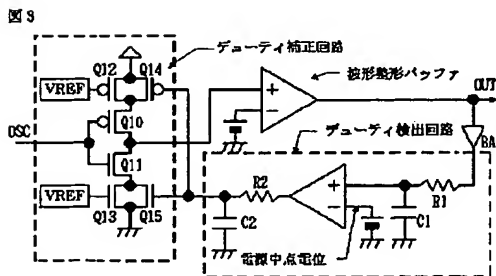 図3
デューティ補正回路
Q12
Q14
VREF
波形整形バッファ
OUT
Q10
OSC
デューティ検出回路
BA
Q11
R2
VREF
R1
Q13
Q15
C2
C1
電源中点電位